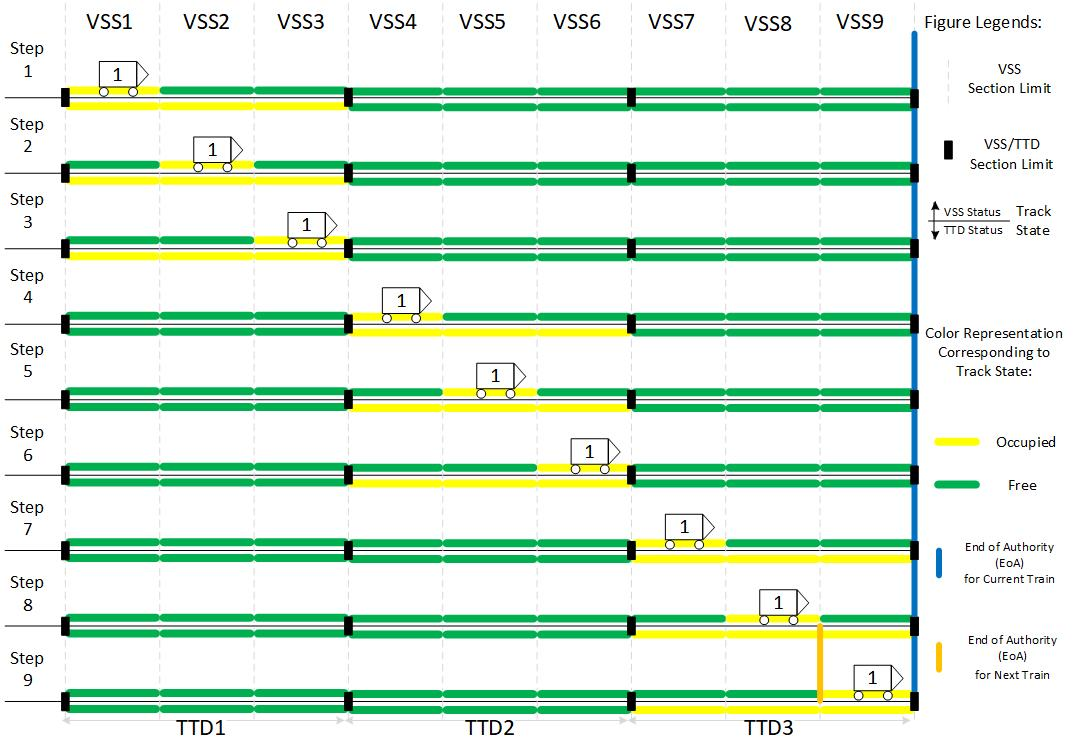 VSS1 VSS2 VSS3 VSS4 VSS5 VSS6 VSS7 VSS8 VSS9 Figure Legends:
Step
1
1
VSS
Section Limit
Step
2
1
VSS/TTD
Section Limit
Step
3
1
VSS Status
TTD Status
Track
State
Step
4
1
Color Representation
Corresponding to
Track State:
Step
5
1
Step
6
1
Occupied
Free
Step
7
1
End of Authority
(EoA)
for Current Train
Step
8
1
End of Authority
(EoA)
for Next Train
Step
9
1
TTD1 TTD2 TTD3